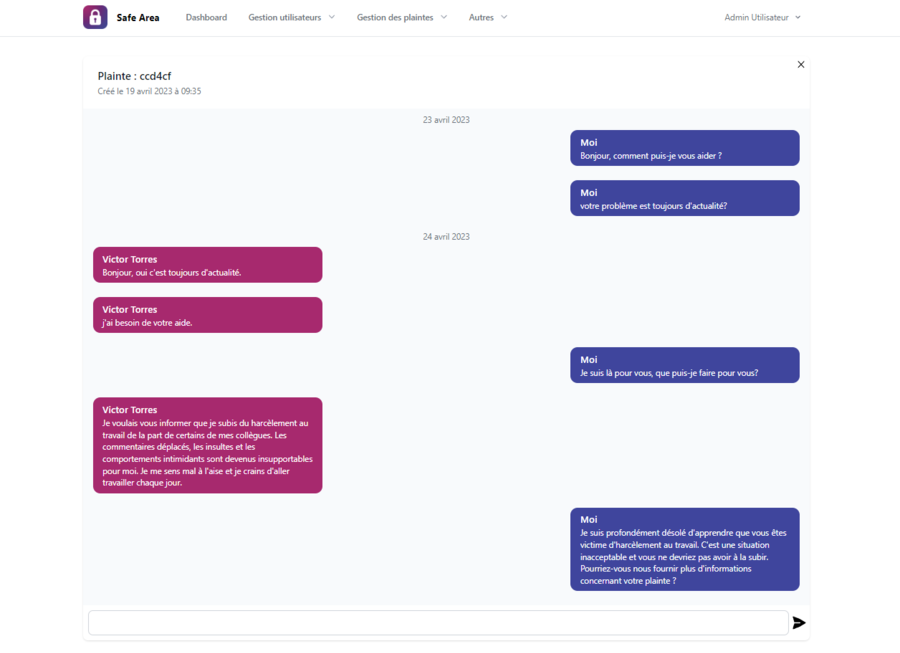 Safe Area Dashboard Gestion utilisateurs Gestion des plaintes Autres Admin Utilisateur
Plainte : ccd4cf
Créé le 19 avril 2023 à 09:35
23 avril 2023
Moi
Bonjour, comment puis-je vous aider ?
Moi
votre problème est toujours d'actualité?
24 avril 2023
Victor Torres
Bonjour, oui c'est toujours d'actualité.
Victor Torres
j'ai besoin de votre aide.
Moi
Je suis là pour vous, que puis-je faire pour vous?
Victor Torres
Je voulais vous informer que je subis du harcèlement au
travail de la part de certains de mes collègues. Les
commentaires déplacés, les insultes et les
comportements intimidants sont devenus insupportables
pour moi. Je me sens mal à l'aise et je crains d'aller
travailler chaque jour.
Moi
Je suis profondément désolé d'apprendre que vous êtes
victime d'harcèlement au travail. C'est une situation
inacceptable et vous ne devriez pas avoir à la subir.
Pourriez-vous nous fournir plus d'informations
concernant votre plainte ?